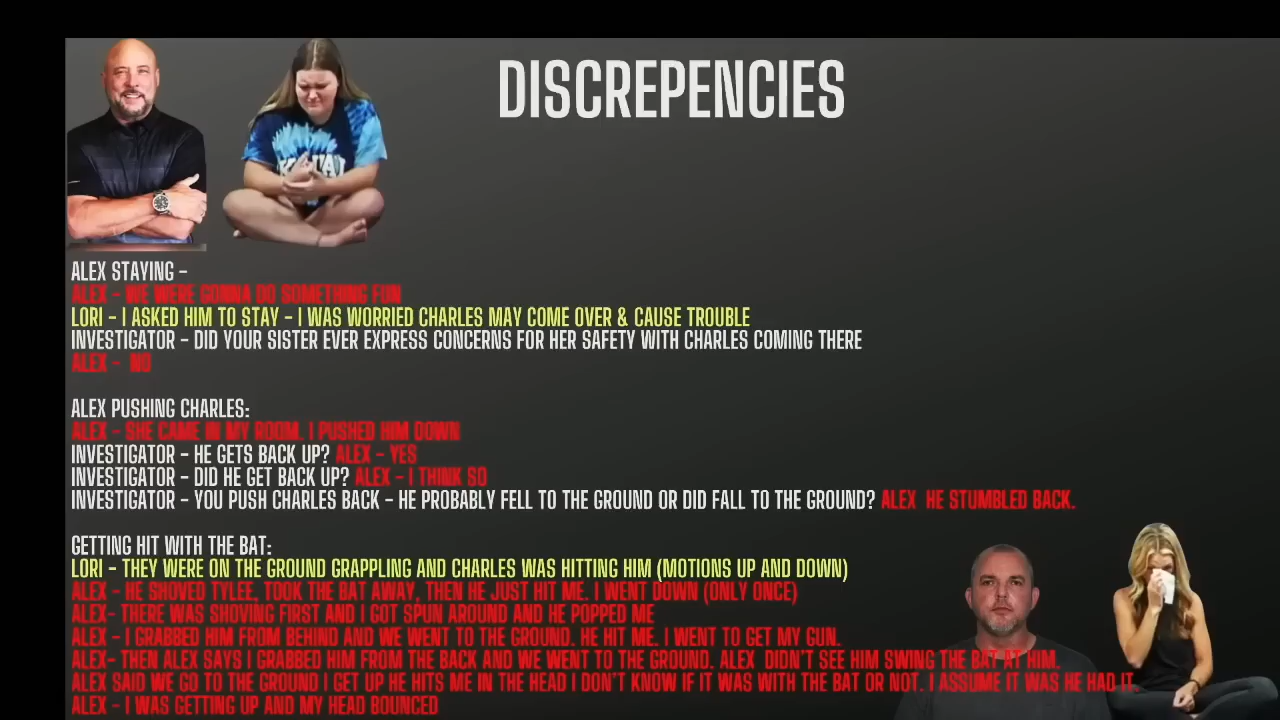 DISCREPENCIES
ALEX STAYING -
ALEX - WE WERE GONNA DO SOMETHING FUN
LORI - I ASKED HIM TO STAY - I WAS WORRIED CHARLES MAY COME OVER & CAUSE TROUBLE
INVESTIGATOR - DID YOUR SISTER EVER EXPRESS CONCERNS FOR HER SAFETY WITH CHARLES COMING THERE
ALEX - NO
ALEX PUSHING CHARLES:
ALEX - SHE CAME IN MY ROOM. I PUSHED HIM DOWN
INVESTIGATOR - HE GETS BACK UP? ALEX - YES
INVESTIGATOR - DID HE GET BACK UP? ALEX - I THINK SO
INVESTIGATOR - YOU PUSH CHARLES BACK - HE PROBABLY FELL TO THE GROUND OR DID FALL TO THE GROUND? ALEX HE STUMBLED BACK.
GETTING HIT WITH THE BAT:
LORI - THEY WERE ON THE GROUND GRAPPLING AND CHARLES WAS HITTING HIM (MOTIONS UP AND DOWN)
ALEX - HE SHOVED TYLEE, TOOK THE BAT AWAY, THEN HE JUST HIT ME. I WENT DOWN (ONLY ONCE)
ALEX- THERE WAS SHOVING FIRST AND I GOT SPUN AROUND AND HE POPPED ME
ALEX - I GRABBED HIM FROM BEHIND AND WE WENT TO THE GROUND. HE HIT ME. I WENT TO GET MY GUN.
ALEX- THEN ALEX SAYS I GRABBED HIM FROM THE BACK AND WE WENT TO THE GROUND. ALEX DIDN'T SEE HIM SWING THE BAT AT HIM.
ALEX SAID WE GO TO THE GROUND I GET UP HE HITS ME IN THE HEAD I DON'T KNOW IF IT WAS WITH THE BAT OR NOT. I ASSUME IT WAS HE HAD IT.
ALEX - I WAS GETTING UP AND MY HEAD BOUNCED